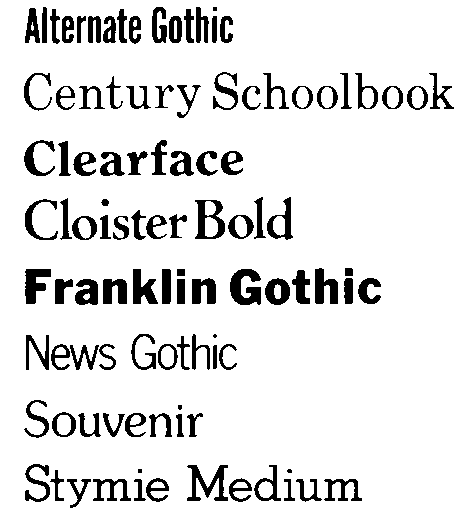 Alternate Gothic
Century Schoolbook
Clearface
Cloister Bold
Franklin Gothic
News Gothic
Souvenir
Stymie Medium